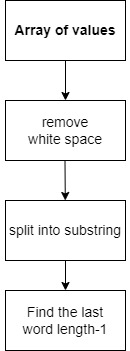 Array of values
remove
white space
split into substring
Find the last
word length-1